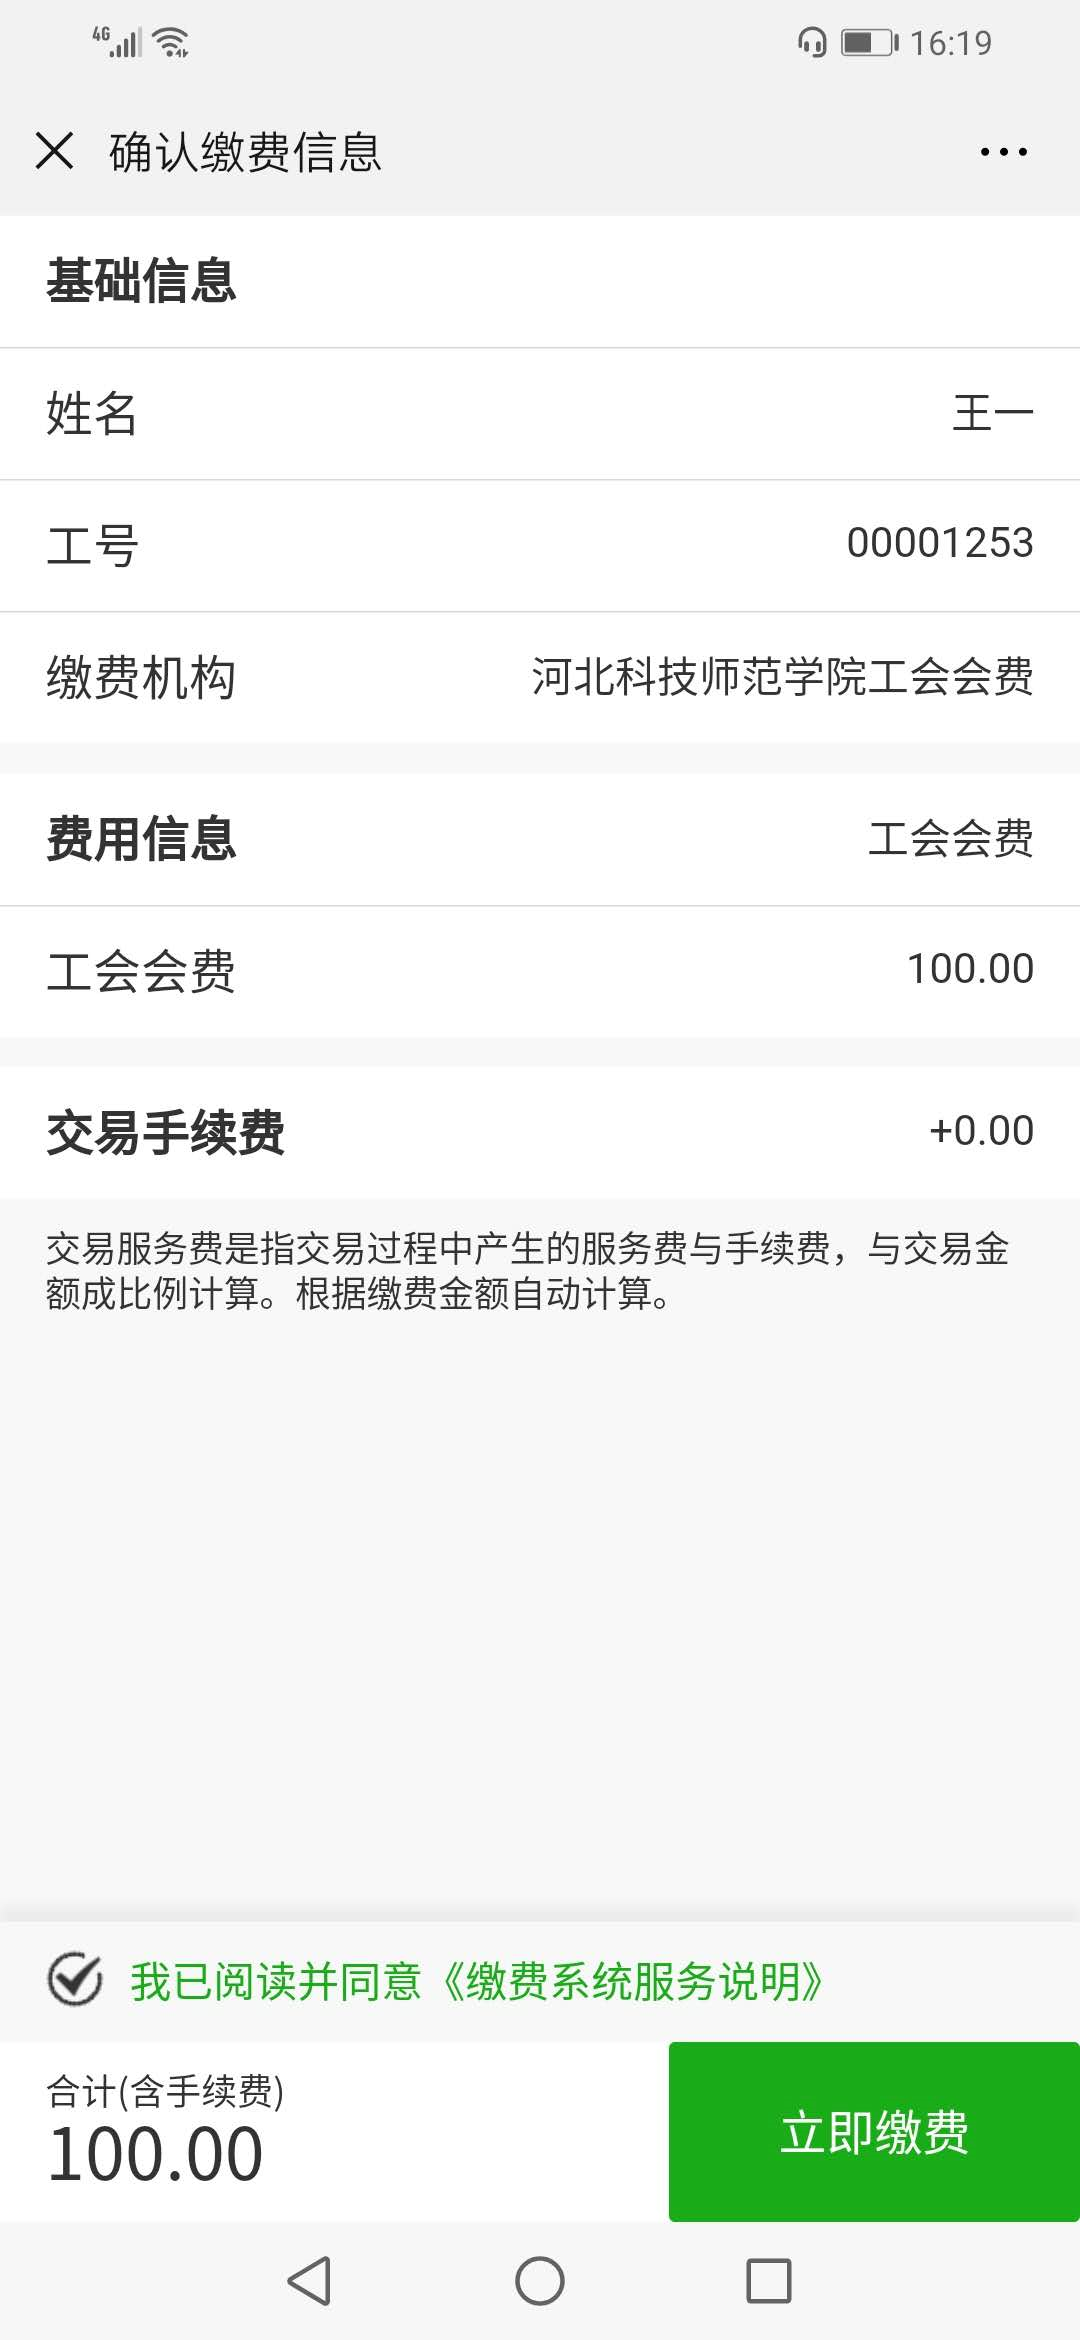 4G
16:19
确认缴费信息
基础信息
姓名 王一
工号 00001253
缴费机构 河北科技师范学院工会会费
费用信息 工会会费
工会会费 100.00
交易手续费 +0.00
交易服务费是指交易过程中产生的服务费与手续费，与交易金
额成比例计算。根据缴费金额自动计算。
我已阅读并同意《缴费系统服务说明》
合计(含手续费)
100.00
立即缴费